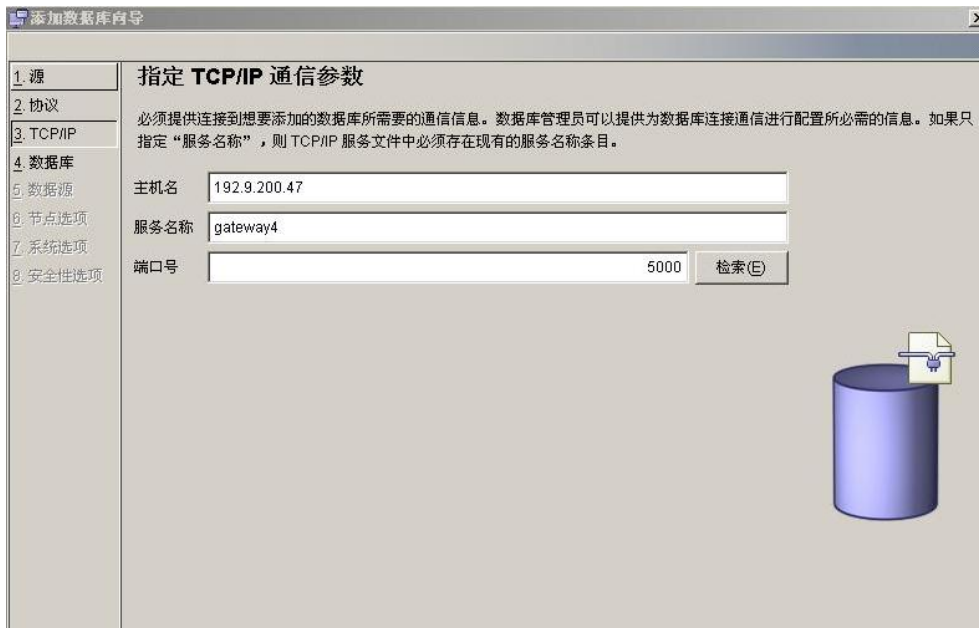 添加数据库向导
1. 源
2. 协议
3. TCP/IP
4. 数据库
5. 数据源
6. 节点选项
7. 系统选项
8. 安全性选项
指定 TCP/IP 通信参数
必须提供连接到想要添加的数据库所需要的通信信息。数据库管理员可以提供为数据库连接通信进行配置所必需的信息。如果只
指定“服务名称”，则 TCP/IP 服务文件中必须存在现有的服务名称条目。
主机名 192.9.200.47
服务名称 gateway4
端口号 5000 检索(E)